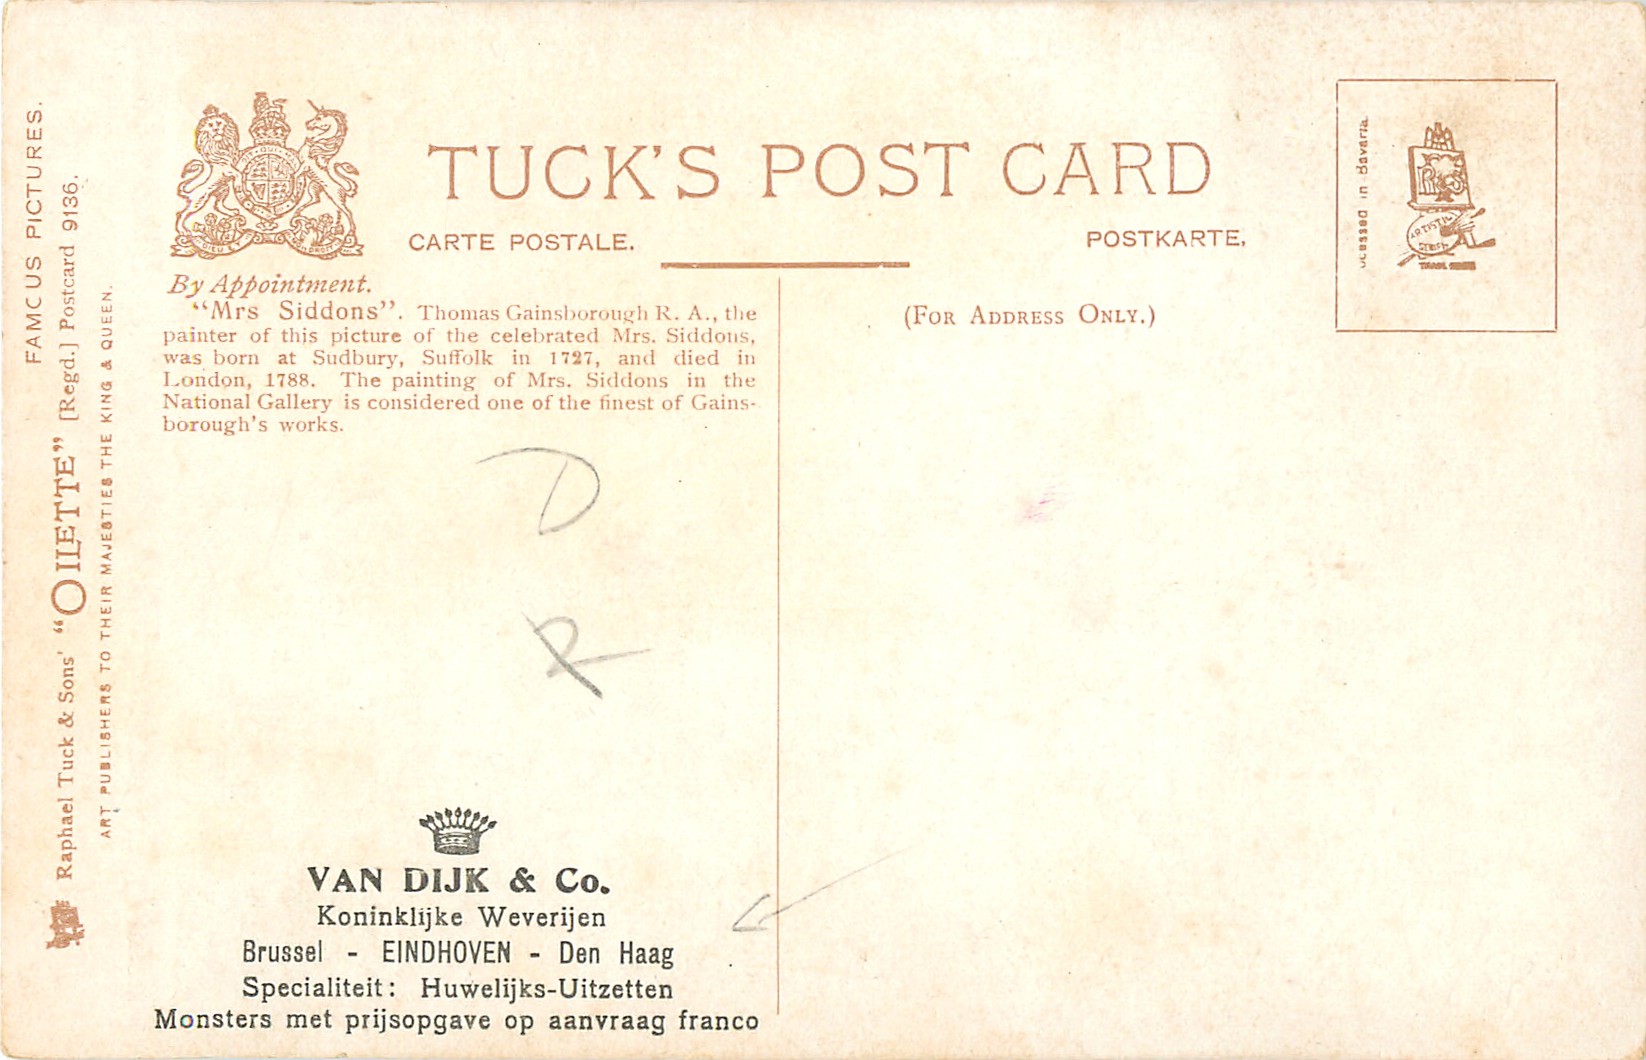 FAMOUS PICTURES.
Raphael Tuck & Sons' "OILETTE" [Regd.] Postcard 9136.
ART PUBLISHERS TO THEIR MAJESTIES THE KING & QUEEN.
TUCK'S POST CARD
CARTE POSTALE.
POSTKARTE,
By Appointment.
"Mrs Siddons". Thomas Gainsborough R. A., the
painter of this picture of the celebrated Mrs. Siddons,
was born at Sudbury, Suffolk in 1727, and died in
London, 1788. The painting of Mrs. Siddons in the
National Gallery is considered one of the finest of Gains-
borough's works.
(FOR ADDRESS ONLY.)
in Bavaria.
R S
ARTISTIC
SERIES
D
R
VAN DIJK & Co.
Koninklijke Weverijen
Brussel - EINDHOVEN - Den Haag
Specialiteit: Huwelijks-Uitzetten
Monsters met prijsopgave op aanvraag franco